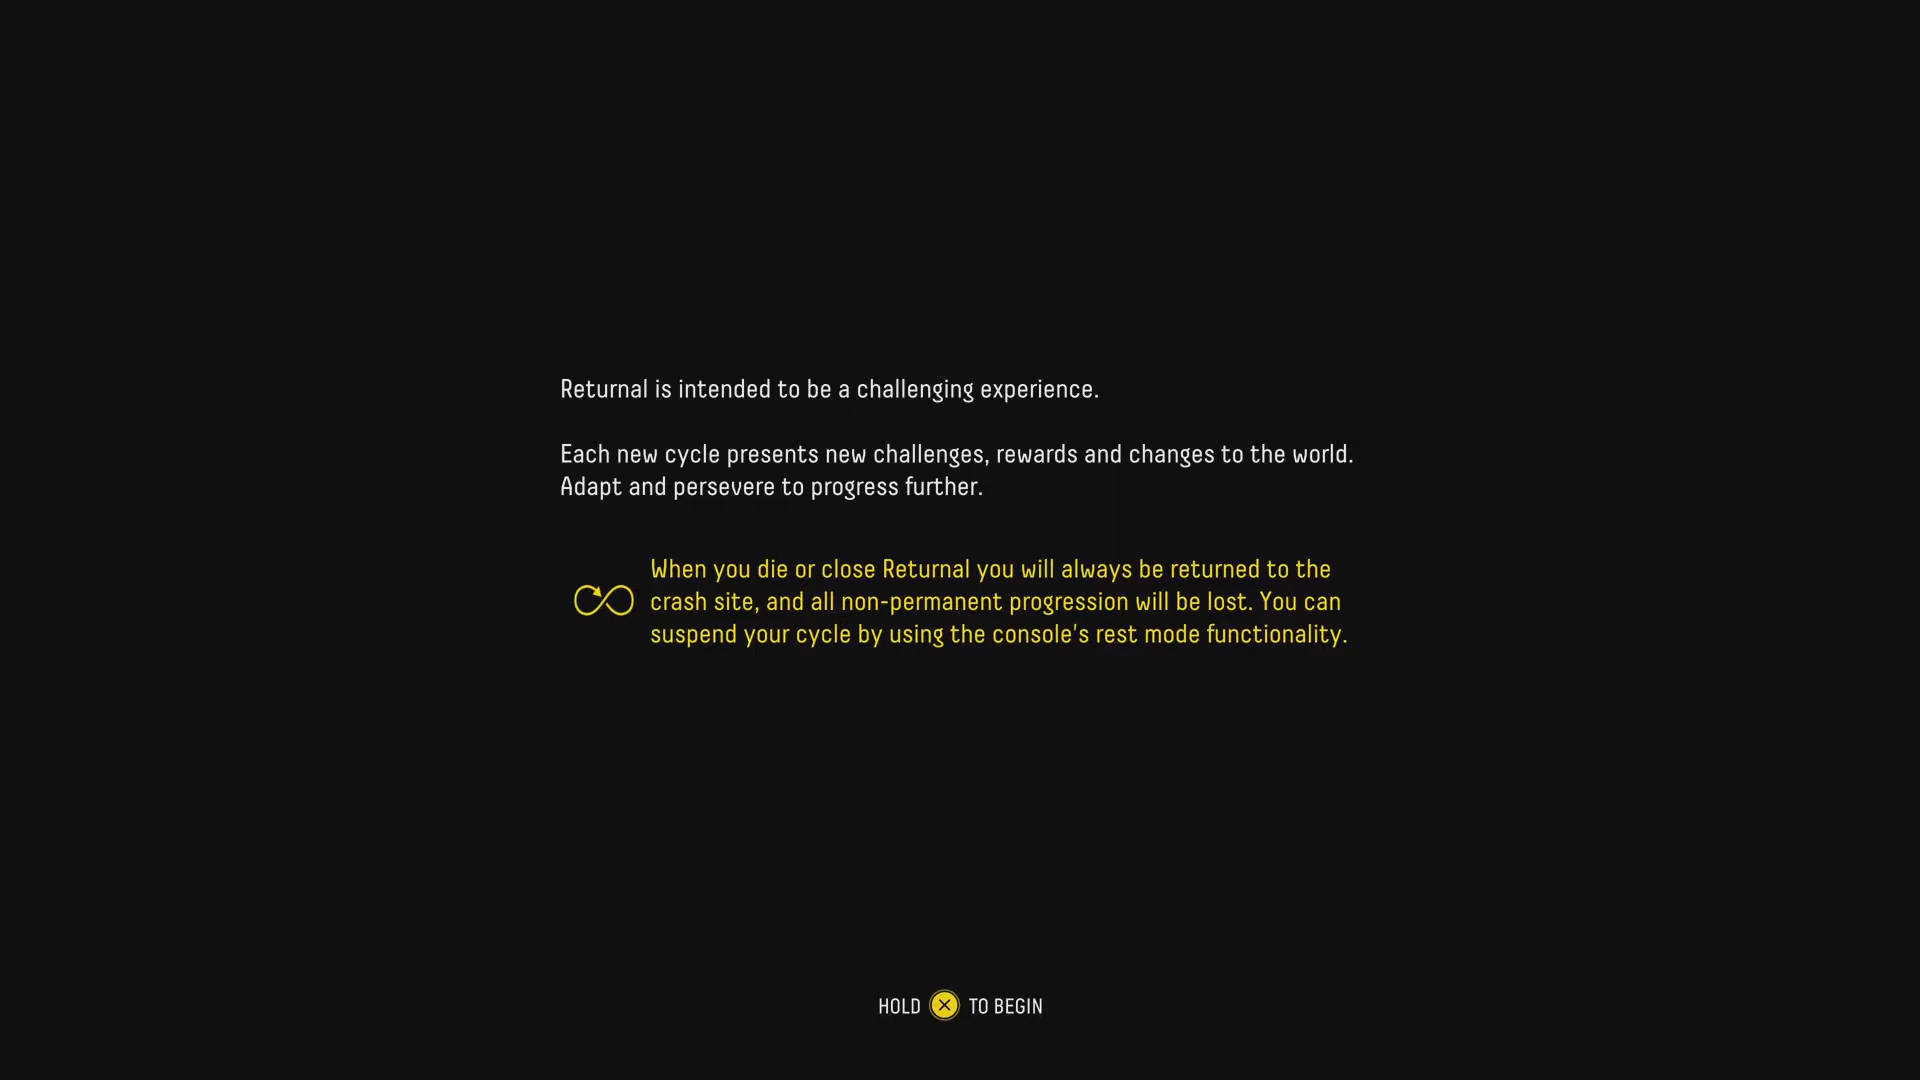 Returnal is intended to be a challenging experience.
Each new cycle presents new challenges, rewards and changes to the world.
Adapt and persevere to progress further.
When you die or close Returnal you will always be returned to the
crash site, and all non-permanent progression will be lost. You can
suspend your cycle by using the console's rest mode functionality.
HOLD ✕ TO BEGIN